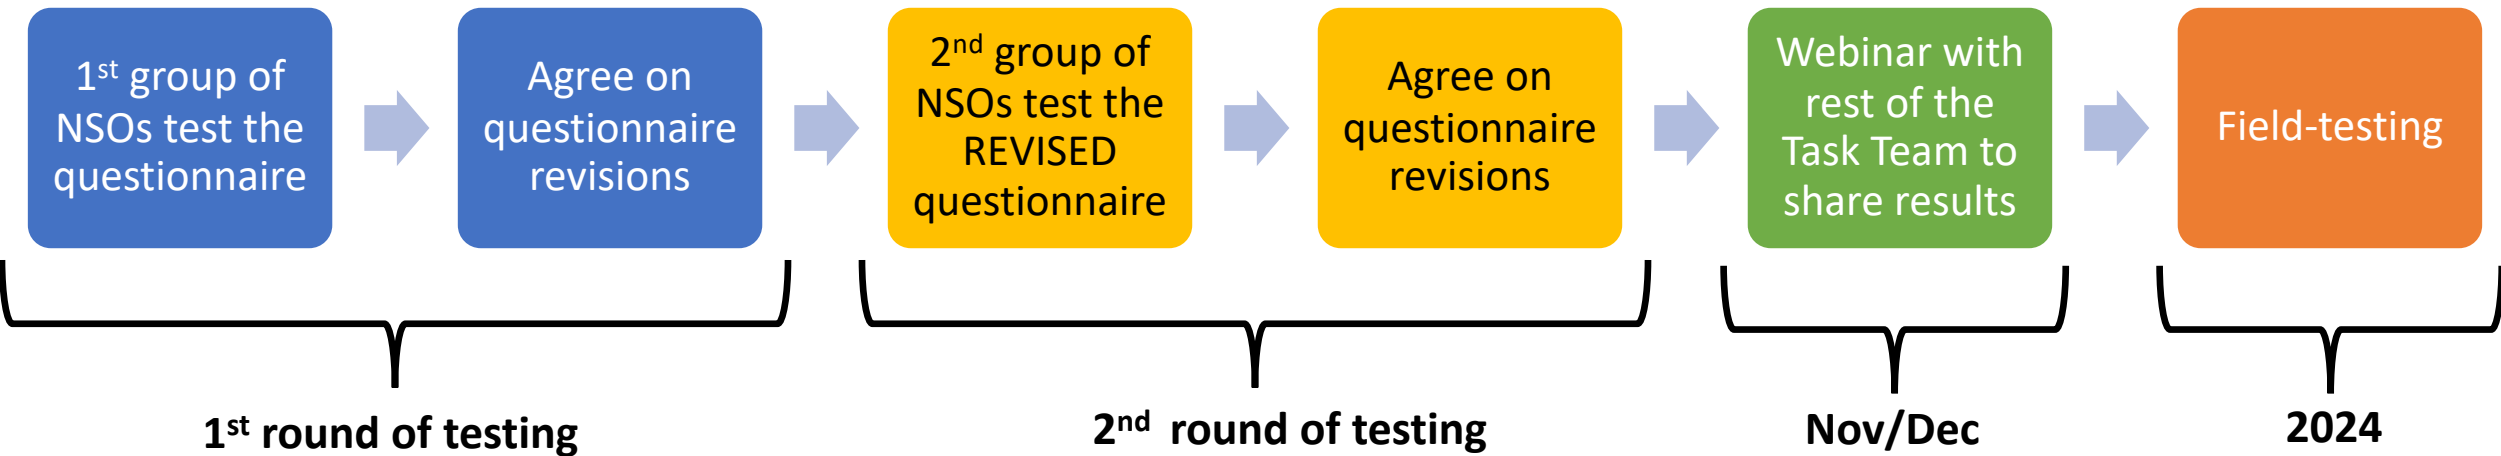 1st group of
NSOs test the
questionnaire
Agree on
questionnaire
revisions
2nd group of
NSOs test the
REVISED
questionnaire
Agree on
questionnaire
revisions
Webinar with
rest of the
Task Team to
share results
Field-testing
1st round of testing
2nd round of testing
Nov/Dec
2024